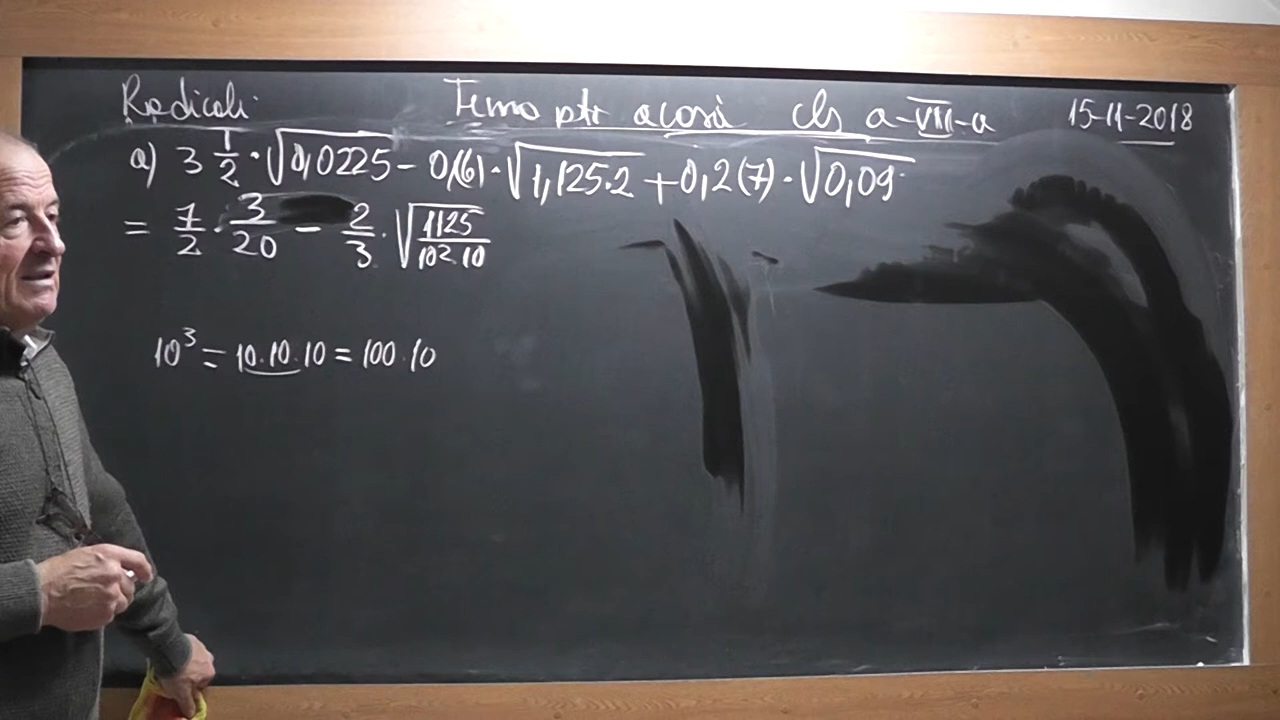 Radicali Tema ptr acasă cls a-VIII-a 15-11-2018
a) 3 1/2 · √0,0225 - 0,(6) · √1,125·2 + 0,2(7) · √0,09
= 7/2 · 3/20 - 2/3 · √(1125/10²·10)
10³ = 10·10·10 = 100·10